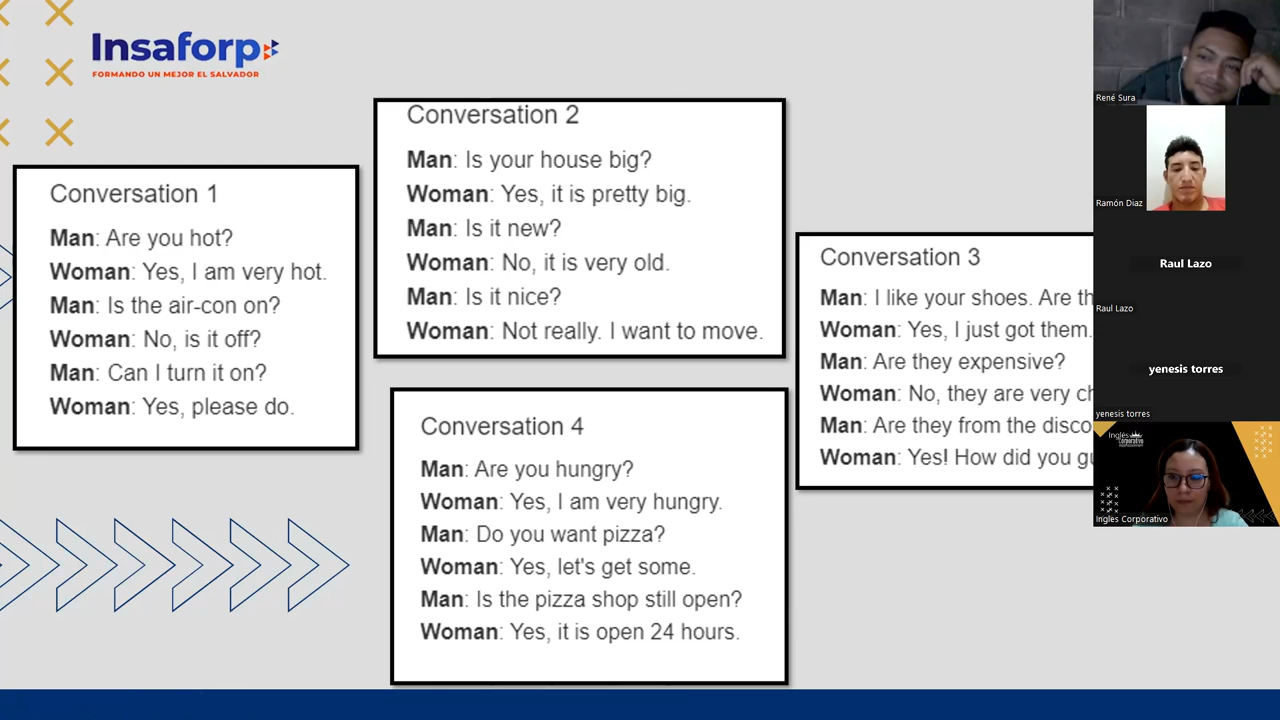 Insaforp
FORMANDO UN MEJOR EL SALVADOR
Conversation 1
Man: Are you hot?
Woman: Yes, I am very hot.
Man: Is the air-con on?
Woman: No, is it off?
Man: Can I turn it on?
Woman: Yes, please do.
Conversation 2
Man: Is your house big?
Woman: Yes, it is pretty big.
Man: Is it new?
Woman: No, it is very old.
Man: Is it nice?
Woman: Not really. I want to move.
Conversation 3
Man: I like your shoes. Are
Woman: Yes, I just got them.
Man: Are they expensive?
Woman: No, they are very
Man: Are they from the
Woman: Yes! How did you
Conversation 4
Man: Are you hungry?
Woman: Yes, I am very hungry.
Man: Do you want pizza?
Woman: Yes, let's get some.
Man: Is the pizza shop still open?
Woman: Yes, it is open 24 hours.
René Sura
Ramón Diaz
Raul Lazo
Raul Lazo
yenesis torres
yenesis torres
Inglés
Corporativo
Ingles Corporativo